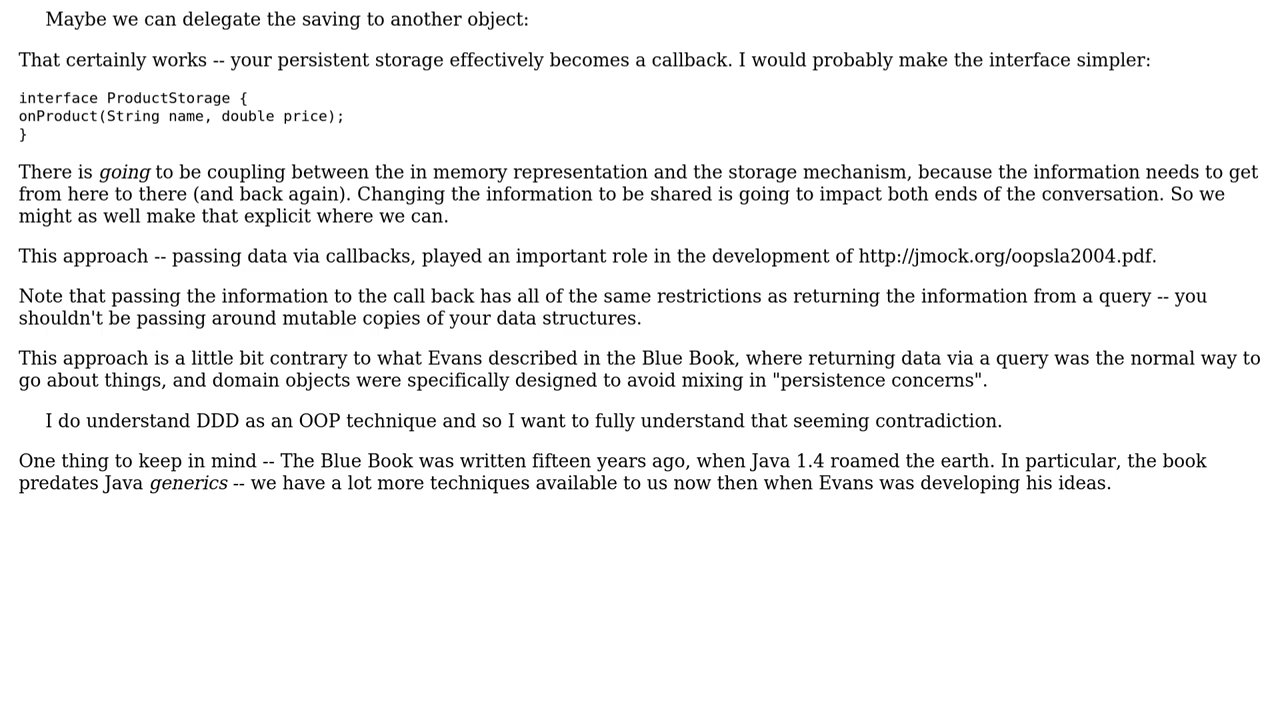 Maybe we can delegate the saving to another object:
That certainly works -- your persistent storage effectively becomes a callback. I would probably make the interface simpler:
interface ProductStorage {
onProduct(String name, double price);
}
There is going to be coupling between the in memory representation and the storage mechanism, because the information needs to get
from here to there (and back again). Changing the information to be shared is going to impact both ends of the conversation. So we
might as well make that explicit where we can.
This approach -- passing data via callbacks, played an important role in the development of http://jmock.org/oopsla2004.pdf.
Note that passing the information to the call back has all of the same restrictions as returning the information from a query -- you
shouldn't be passing around mutable copies of your data structures.
This approach is a little bit contrary to what Evans described in the Blue Book, where returning data via a query was the normal way to
go about things, and domain objects were specifically designed to avoid mixing in "persistence concerns".
I do understand DDD as an OOP technique and so I want to fully understand that seeming contradiction.
One thing to keep in mind -- The Blue Book was written fifteen years ago, when Java 1.4 roamed the earth. In particular, the book
predates Java generics -- we have a lot more techniques available to us now then when Evans was developing his ideas.